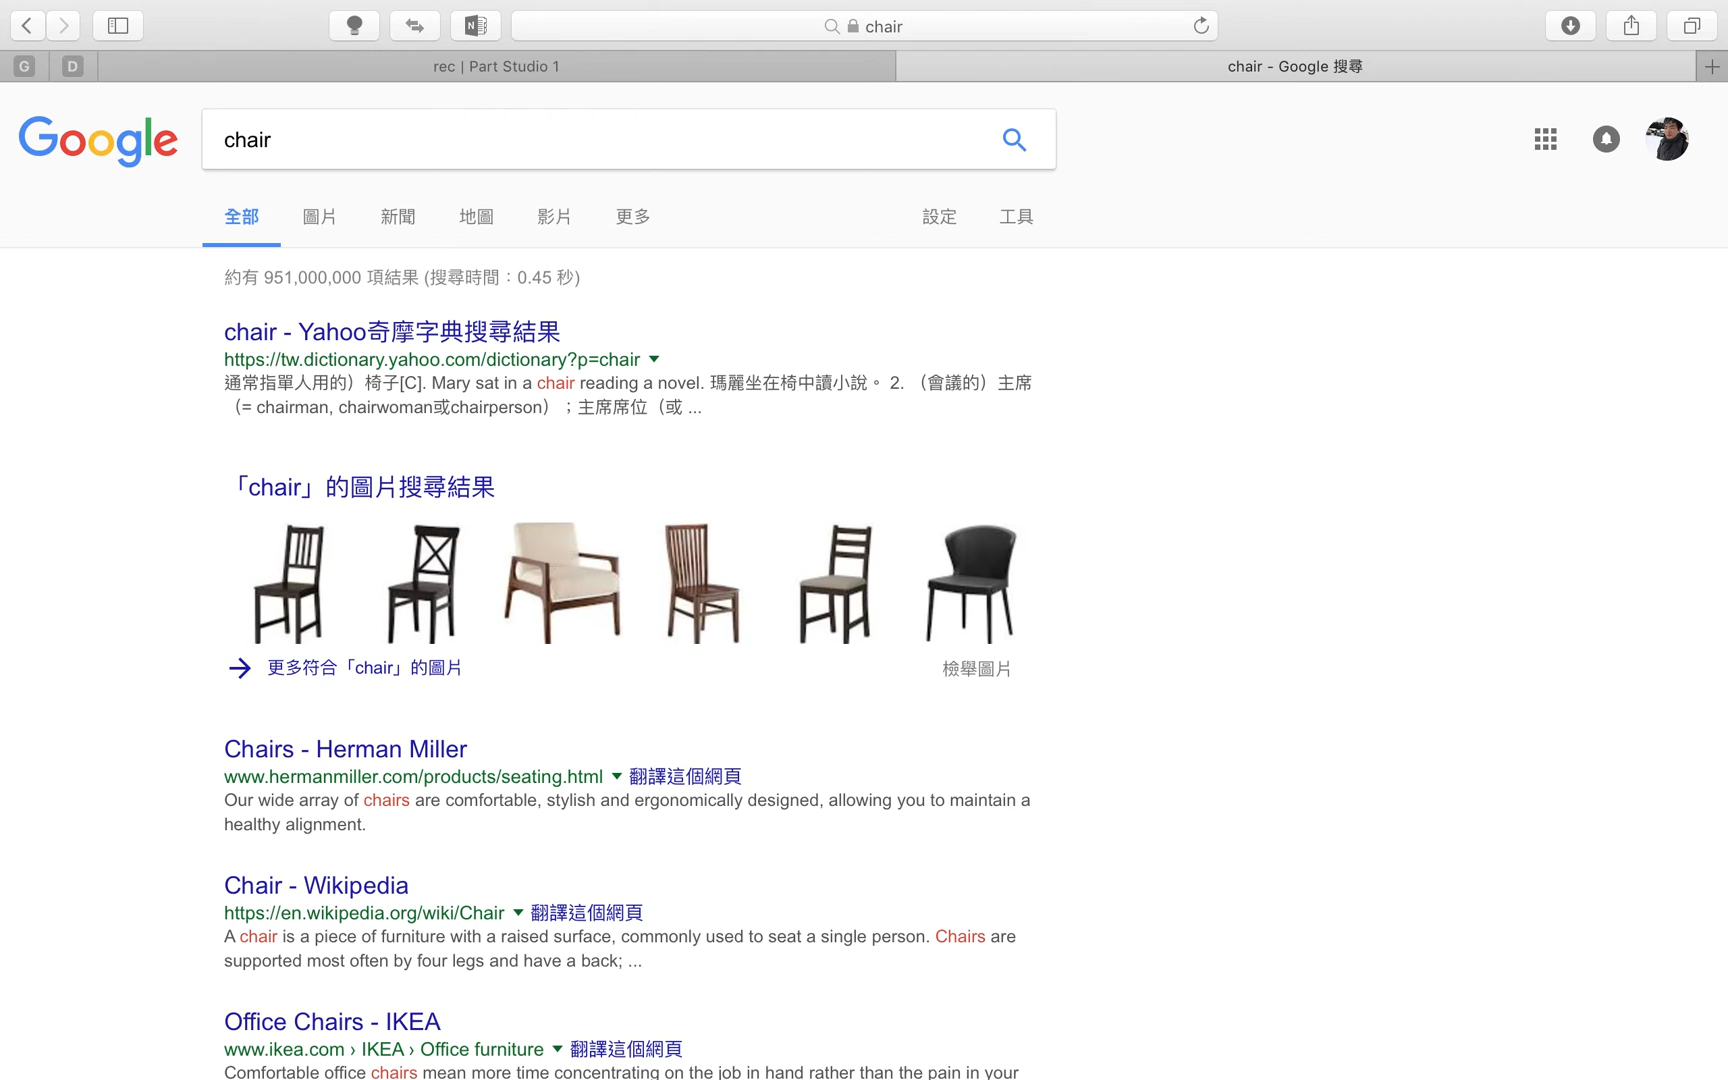 N
chair
G
D
rec | Part Studio 1
chair - Google 搜尋
Google
chair
全部 圖片 新聞 地圖 影片 更多 設定 工具
約有 951,000,000 項結果 (搜尋時間：0.45 秒)
chair - Yahoo奇摩字典搜尋結果
https://tw.dictionary.yahoo.com/dictionary?p=chair
通常指單人用的）椅子[C]. Mary sat in a chair reading a novel. 瑪麗坐在椅中讀小說。 2. （會議的）主席
（= chairman, chairwoman或chairperson）；主席席位（或 ...
「chair」的圖片搜尋結果
更多符合「chair」的圖片
檢舉圖片
Chairs - Herman Miller
www.hermanmiller.com/products/seating.html 翻譯這個網頁
Our wide array of chairs are comfortable, stylish and ergonomically designed, allowing you to maintain a
healthy alignment.
Chair - Wikipedia
https://en.wikipedia.org/wiki/Chair 翻譯這個網頁
A chair is a piece of furniture with a raised surface, commonly used to seat a single person. Chairs are
supported most often by four legs and have a back; ...
Office Chairs - IKEA
www.ikea.com › IKEA › Office furniture 翻譯這個網頁
Comfortable office chairs mean more time concentrating on the job in hand rather than the pain in your